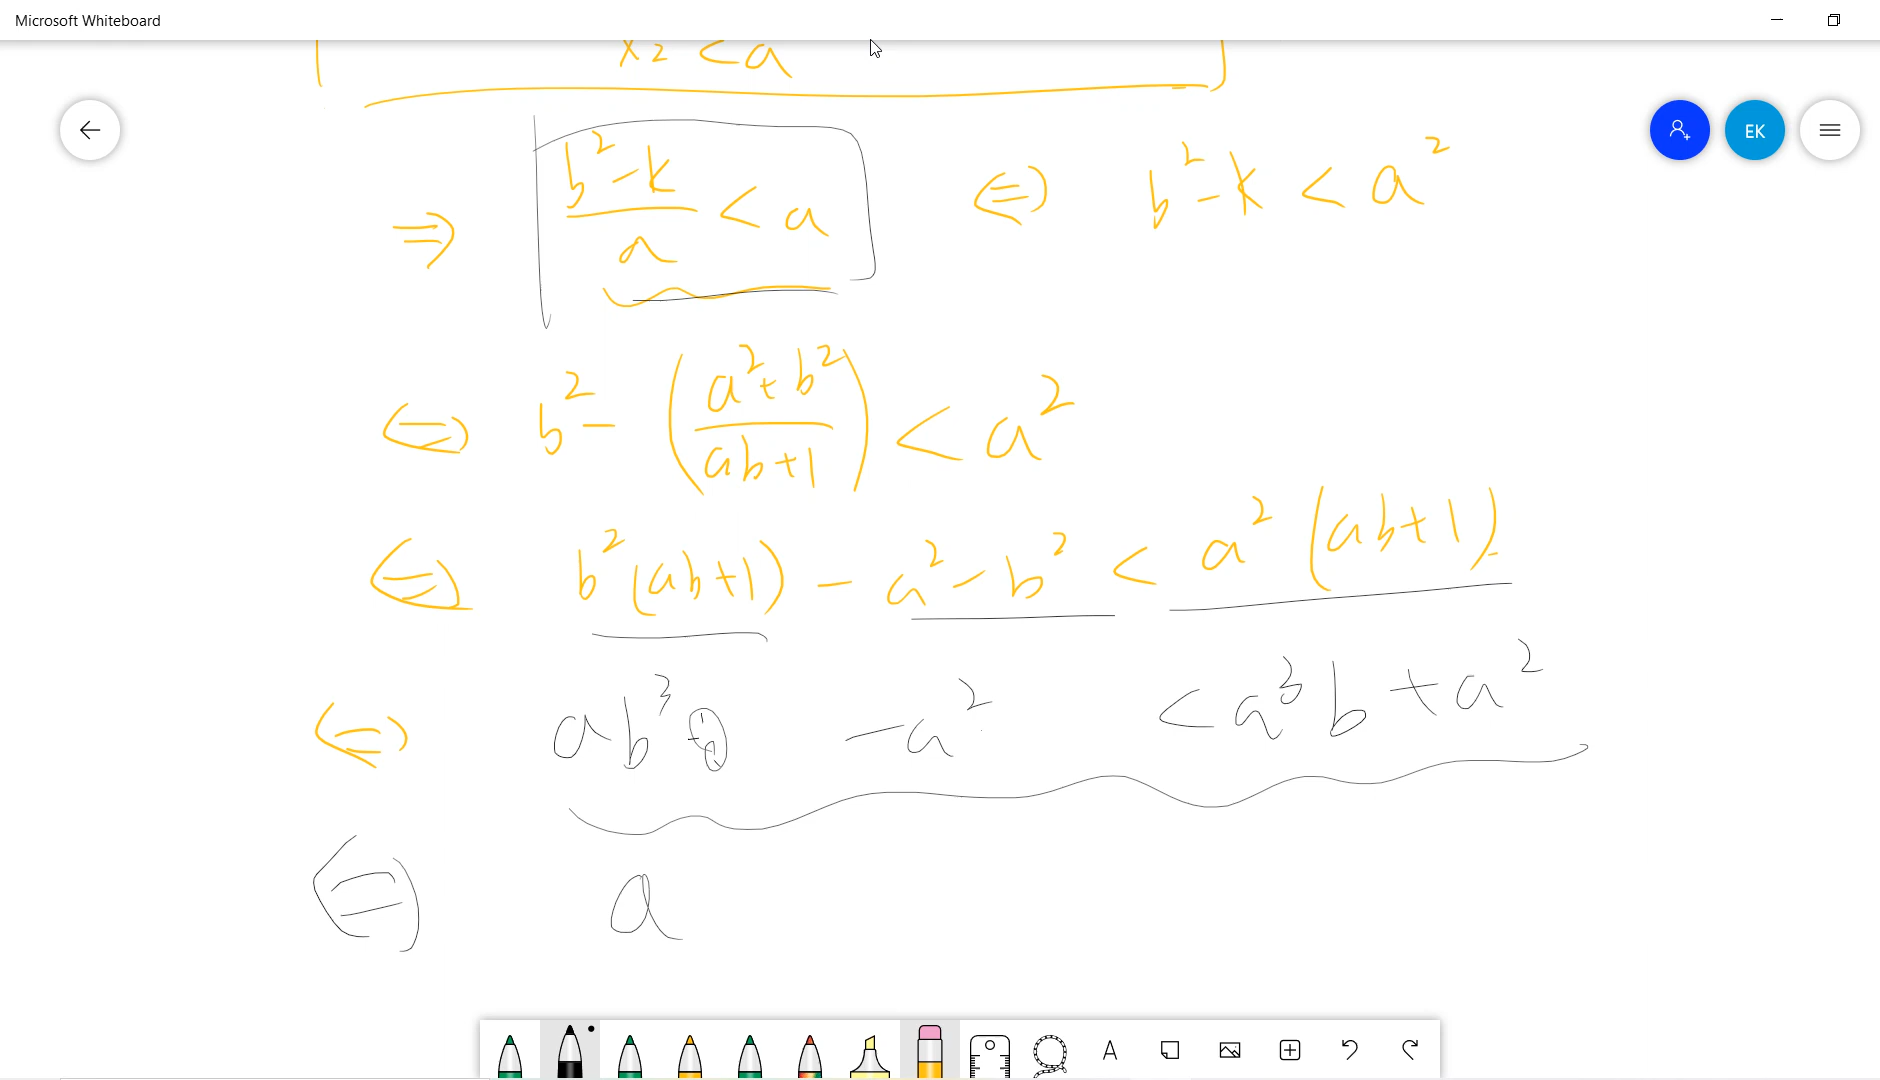 Microsoft Whiteboard
x₂ < a
⇒ (b²-k)/a < a ⇔ b²-k < a²
EK
⇔ b² - ((a²+b²)/(ab+1)) < a²
⇔ b²(ab+1) - a² - b² < a²(ab+1)
⇔ ab³ - a² < a³b + a²
⇔ a
A